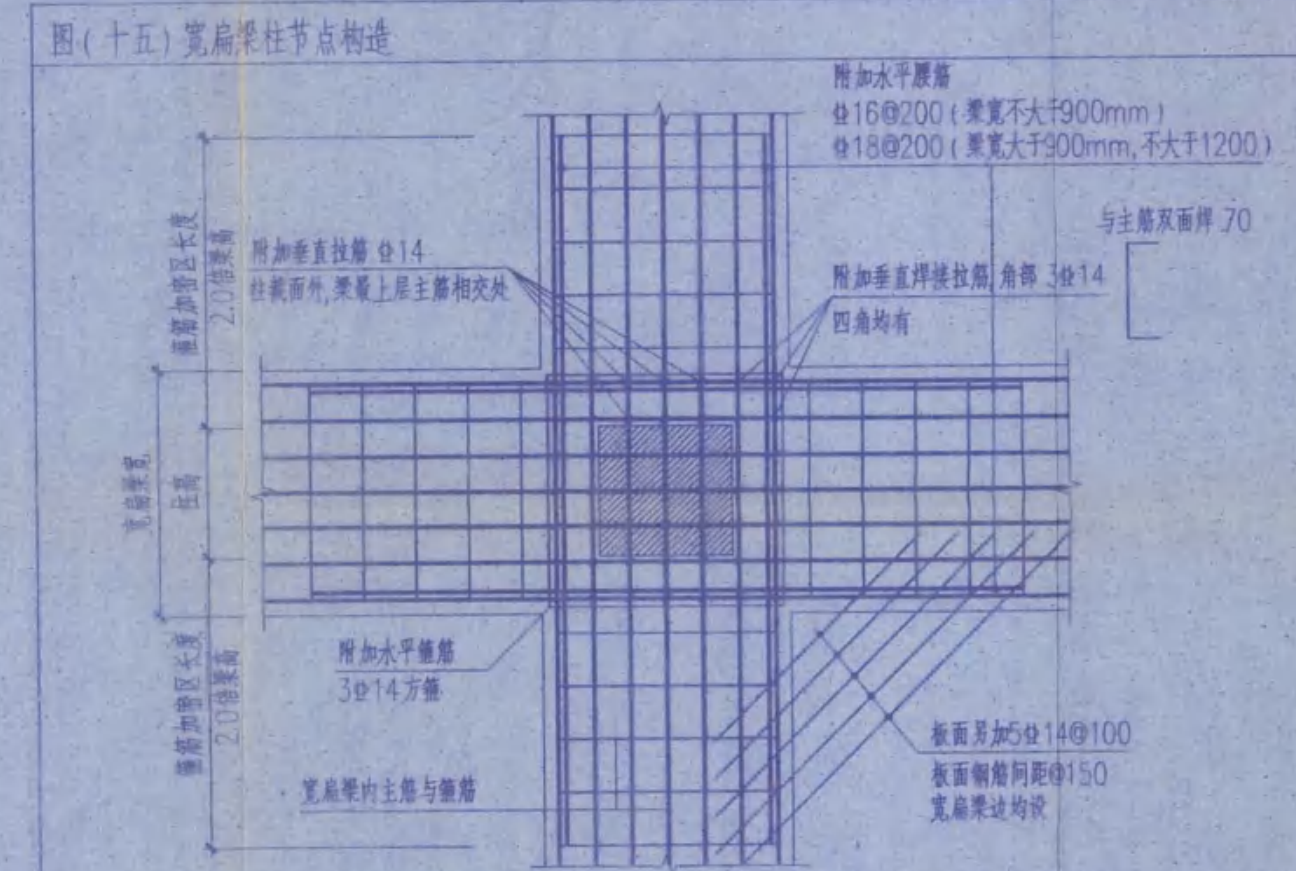 图(十五)宽扁梁柱节点构造
附加水平腰筋
⌀16@200(梁宽不大于900mm)
⌀18@200(梁宽大于900mm,不大于1200)
与主筋双面焊 70
附加垂直拉筋 ⌀14
柱截面外,梁最上层主筋相交处
附加垂直焊接拉筋,角部 3⌀14
四角均有
箍筋加密区长度
2.0倍梁高
宽扁梁宽
柱高
箍筋加密区长度
2.0倍梁高
附加水平箍筋
3⌀14方箍
宽扁梁内主筋与箍筋
板面另加5⌀14@100
板面钢筋间距@150
宽扁梁边均设